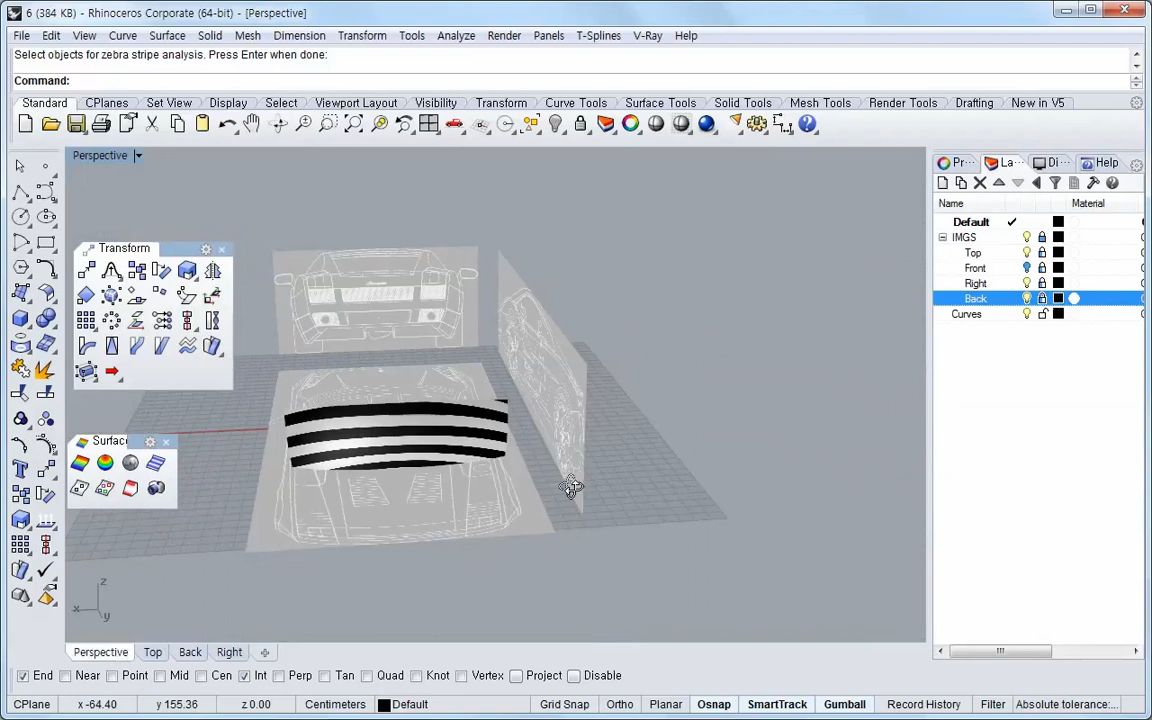 6 (384 KB) - Rhinoceros Corporate (64-bit) - [Perspective]
File Edit View Curve Surface Solid Mesh Dimension Transform Tools Analyze Render Panels T-Splines V-Ray Help
Select objects for zebra stripe analysis. Press Enter when done:
Command:
Standard CPlanes Set View Display Select Viewport Layout Visibility Transform Curve Tools Surface Tools Solid Tools Mesh Tools Render Tools Drafting New in V5
Perspective
Pr... La... Di... Help
Name Material
Default
IMGS
Top
Front
Right
Back
Curves
Transform
Surfac
z
x
y
Perspective Top Back Right
End Near Point Mid Cen Int Perp Tan Quad Knot Vertex Project Disable
CPlane x -64.40 y 155.36 z 0.00 Centimeters Default Grid Snap Ortho Planar Osnap SmartTrack Gumball Record History Filter Absolute tolerance:...